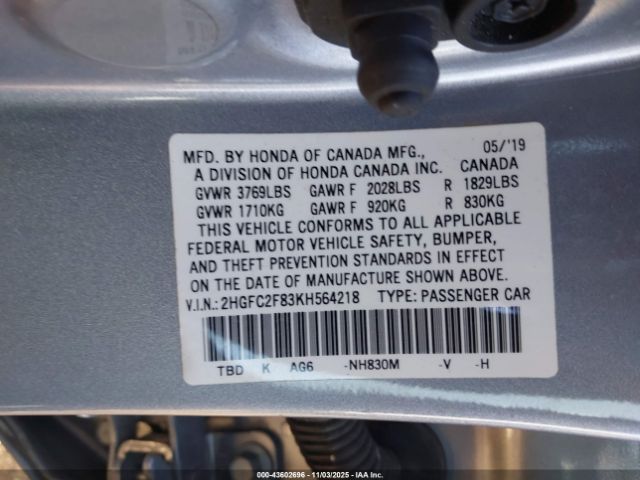 MFD. BY HONDA OF CANADA MFG., 05/'19
A DIVISION OF HONDA CANADA INC. CANADA
GVWR 3769LBS GAWR F 2028LBS R 1829LBS
GVWR 1710KG GAWR F 920KG R 830KG
THIS VEHICLE CONFORMS TO ALL APPLICABLE
FEDERAL MOTOR VEHICLE SAFETY, BUMPER,
AND THEFT PREVENTION STANDARDS IN EFFECT
ON THE DATE OF MANUFACTURE SHOWN ABOVE.
V.I.N.: 2HGFC2F83KH564218 TYPE: PASSENGER CAR
TBD K AG6 -NH830M -V -H
000-43602696 - 11/03/2025 - IAA Inc.